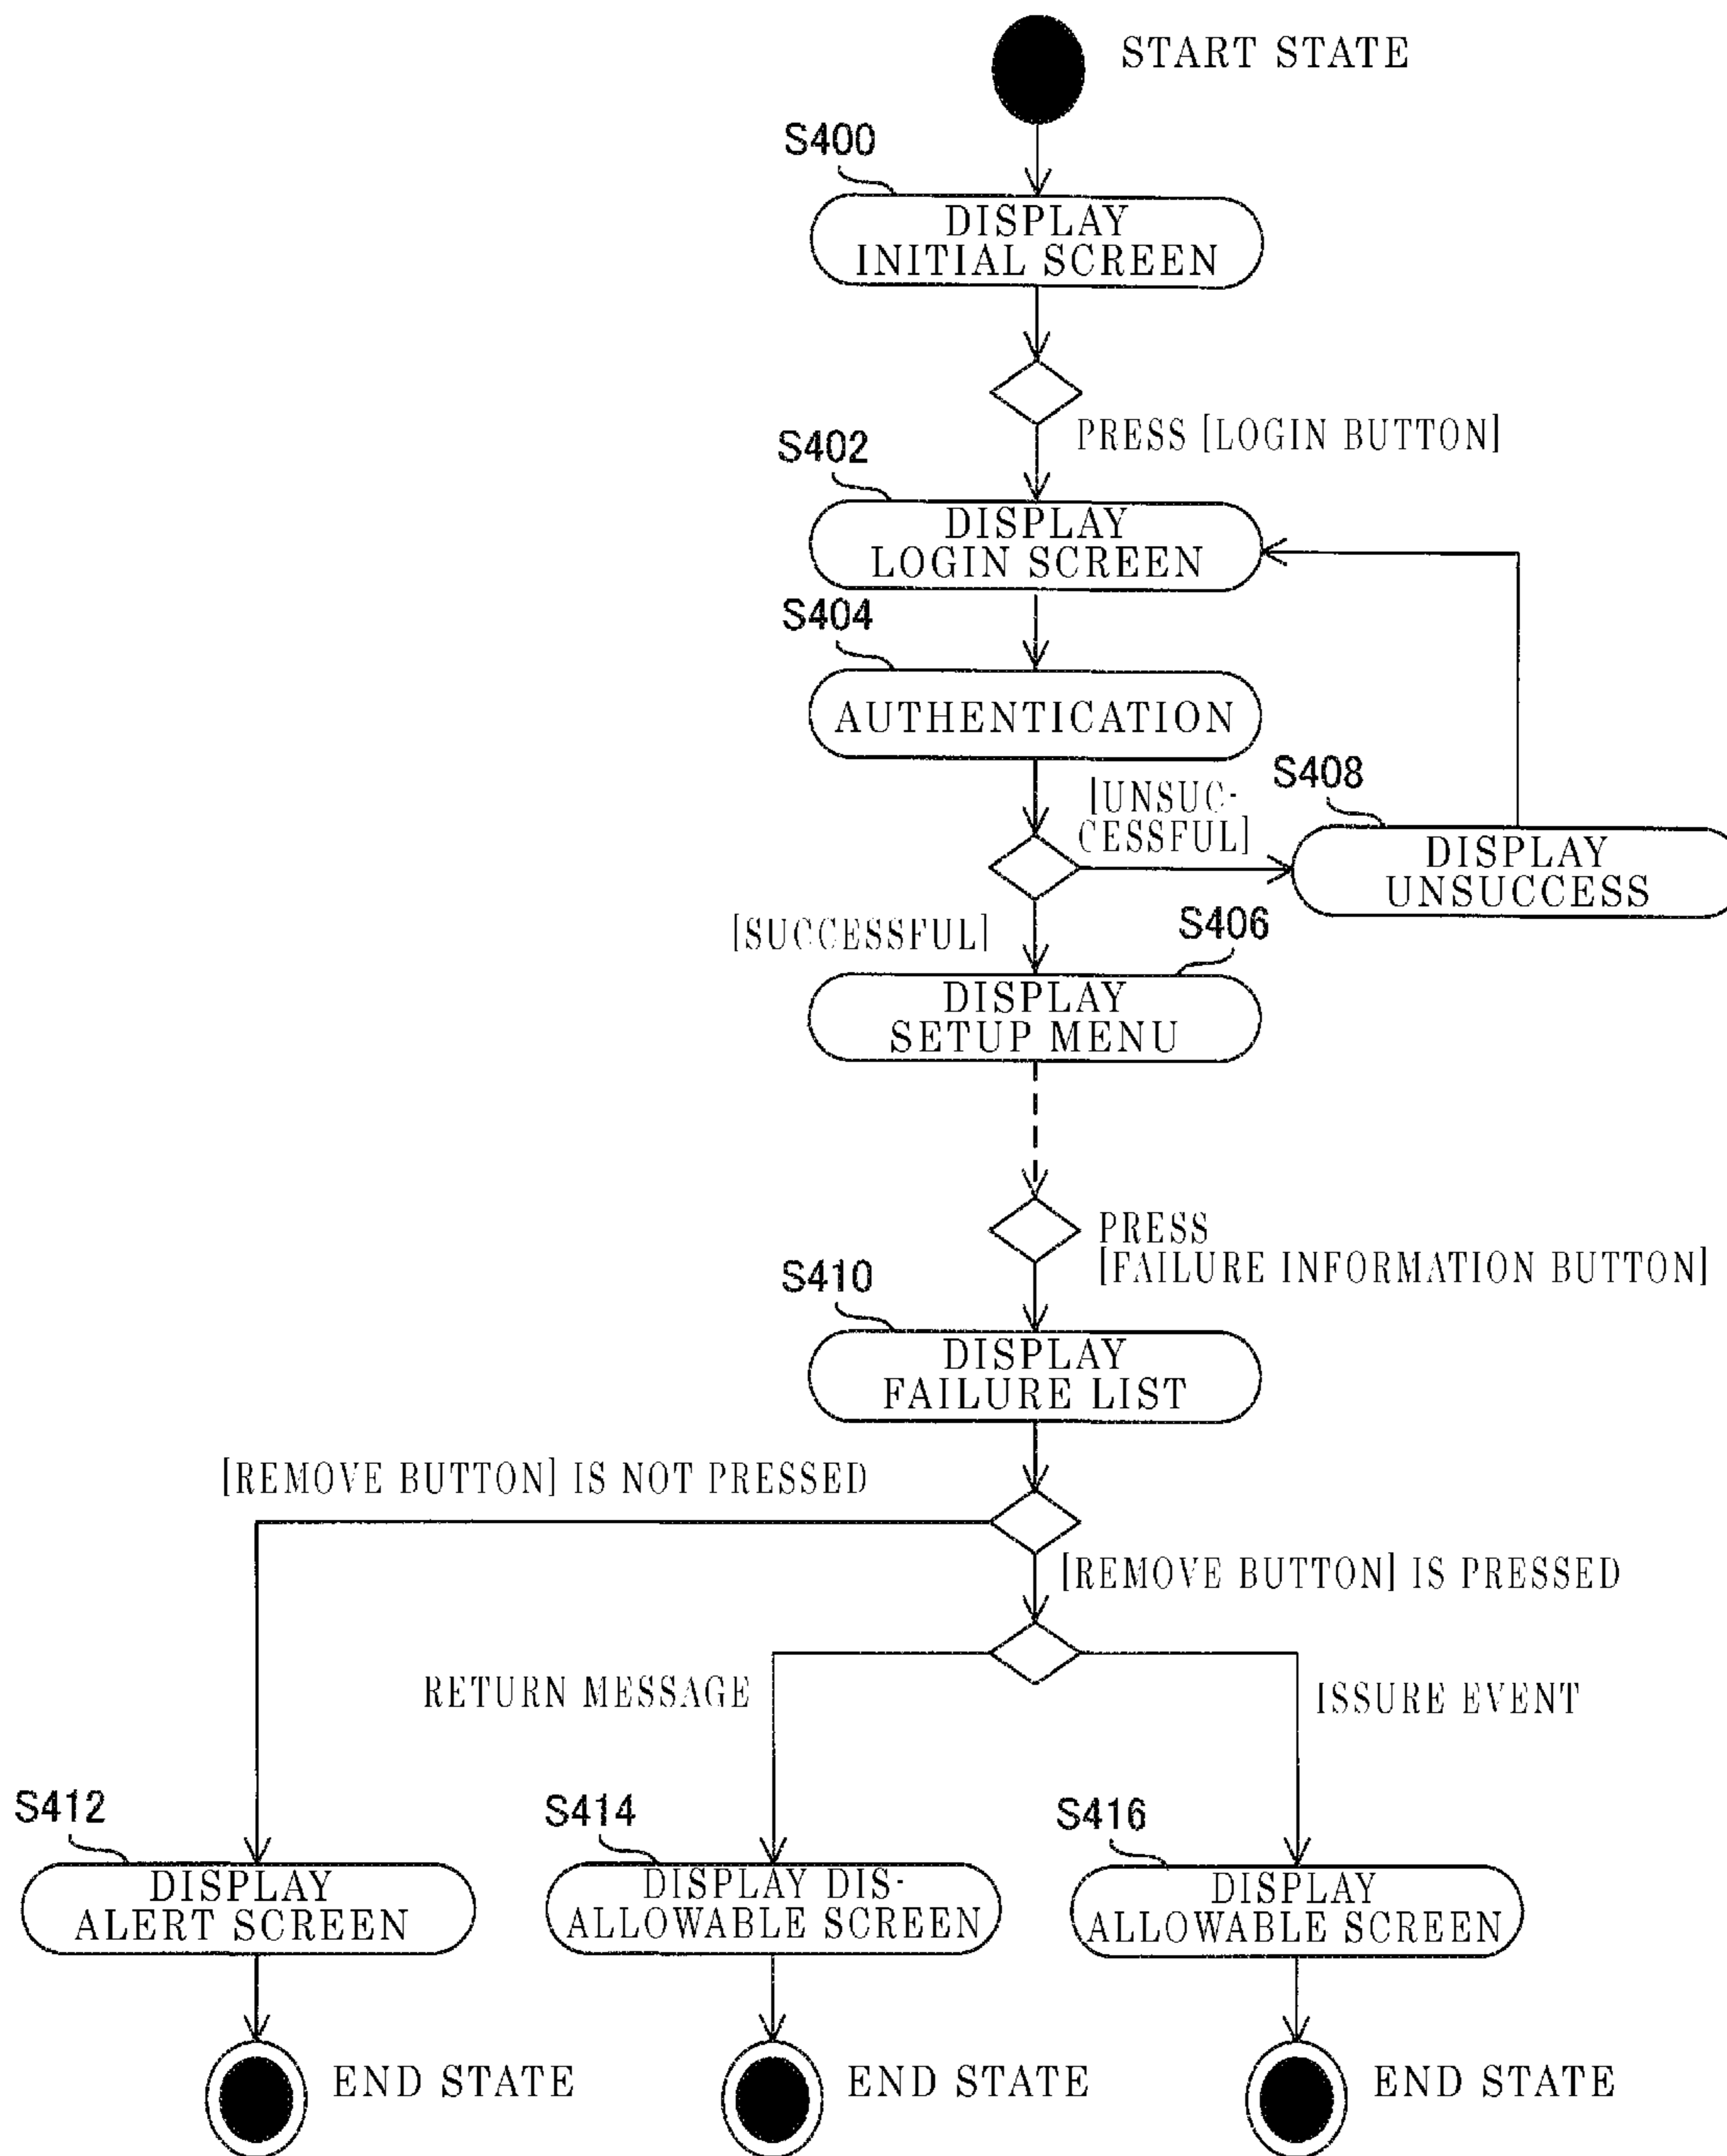 START STATE
S400
DISPLAY
INITIAL SCREEN
PRESS [LOGIN BUTTON]
S402
DISPLAY
LOGIN SCREEN
S404
AUTHENTICATION
[UNSUC-
CESSFUL]
S408
DISPLAY
UNSUCCESS
[SUCCESSFUL]
S406
DISPLAY
SETUP MENU
PRESS
[FAILURE INFORMATION BUTTON]
S410
DISPLAY
FAILURE LIST
[REMOVE BUTTON] IS NOT PRESSED
[REMOVE BUTTON] IS PRESSED
RETURN MESSAGE
ISSURE EVENT
S412
DISPLAY
ALERT SCREEN
S414
DISPLAY DIS-
ALLOWABLE SCREEN
S416
DISPLAY
ALLOWABLE SCREEN
END STATE
END STATE
END STATE